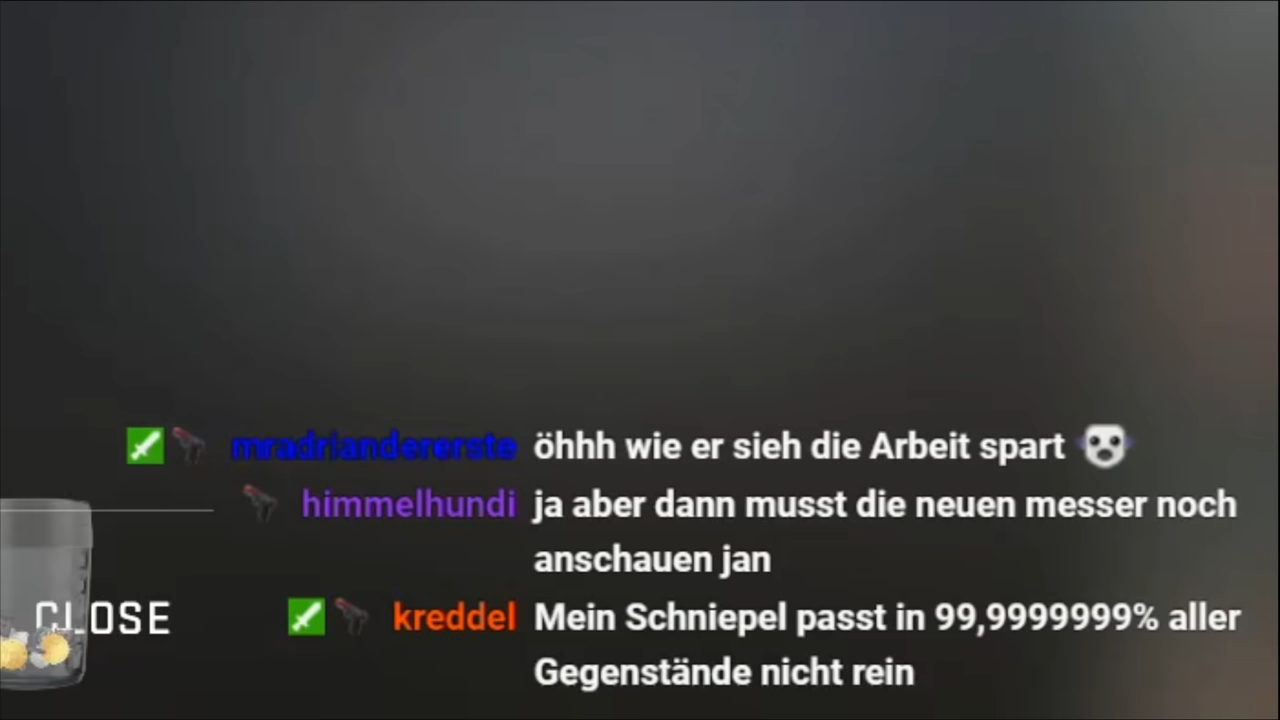 mradriandererste öhhh wie er sieh die Arbeit spart
himmelhundi ja aber dann musst die neuen messer noch
anschauen jan
CLOSE
kreddel Mein Schniepel passt in 99,9999999% aller
Gegenstände nicht rein